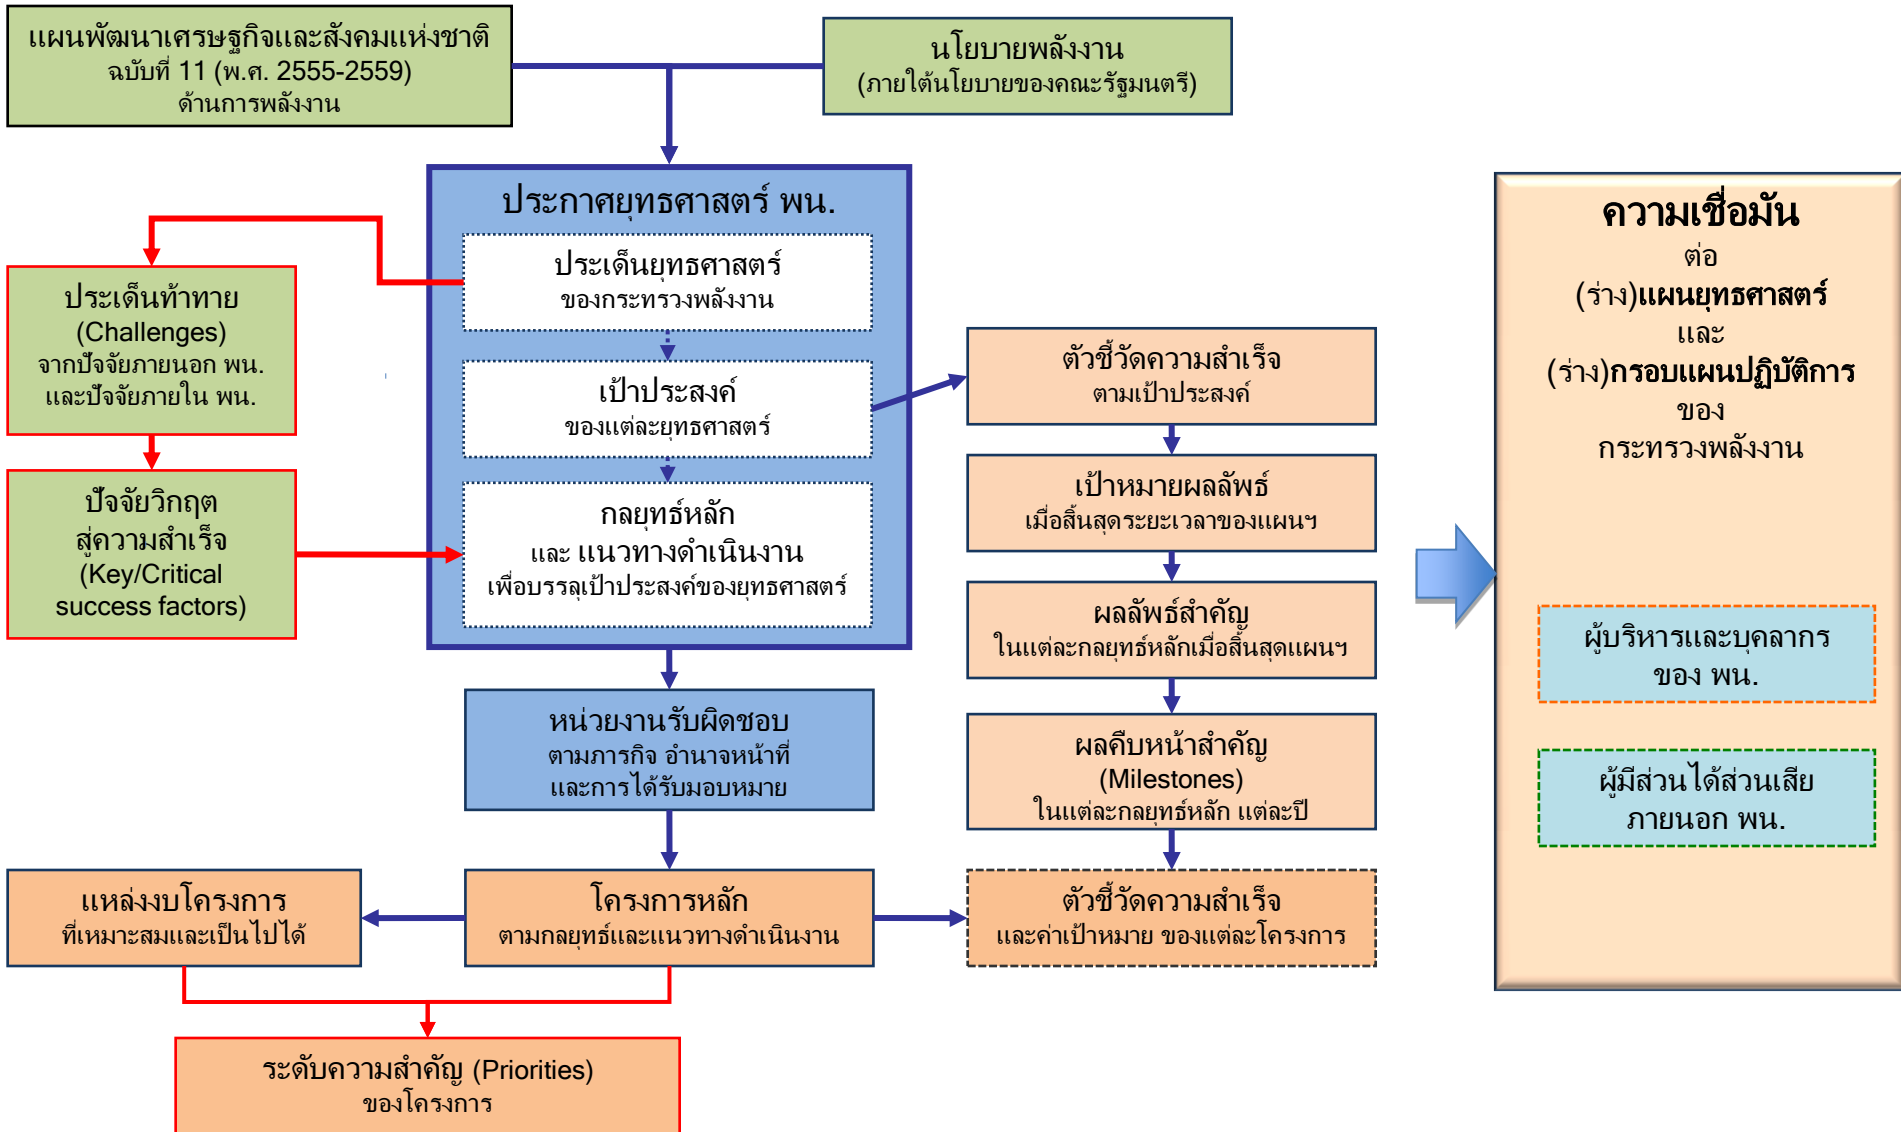 แผนพัฒนาเศรษฐกิจและสังคมแห่งชาติ
ฉบับที่ 11 (พ.ศ. 2555-2559)
ด้านการพลังงาน
นโยบายพลังงาน
(ภายใต้นโยบายของคณะรัฐมนตรี)
ประกาศยุทธศาสตร์ พน.
ประเด็นยุทธศาสตร์
ของกระทรวงพลังงาน
เป้าประสงค์
ของแต่ละยุทธศาสตร์
กลยุทธ์หลัก
และ แนวทางดำเนินงาน
เพื่อบรรลุเป้าประสงค์ของยุทธศาสตร์
ประเด็นท้าทาย
(Challenges)
จากปัจจัยภายนอก พน.
และปัจจัยภายใน พน.
ปัจจัยวิกฤต
สู่ความสำเร็จ
(Key/Critical
success factors)
ตัวชี้วัดความสำเร็จ
ตามเป้าประสงค์
เป้าหมายผลลัพธ์
เมื่อสิ้นสุดระยะเวลาของแผนฯ
ผลลัพธ์สำคัญ
ในแต่ละกลยุทธ์หลักเมื่อสิ้นสุดแผนฯ
ผลคืบหน้าสำคัญ
(Milestones)
ในแต่ละกลยุทธ์หลัก แต่ละปี
หน่วยงานรับผิดชอบ
ตามภารกิจ อำนาจหน้าที่
และการได้รับมอบหมาย
แหล่งงบโครงการ
ที่เหมาะสมและเป็นไปได้
โครงการหลัก
ตามกลยุทธ์และแนวทางดำเนินงาน
ตัวชี้วัดความสำเร็จ
และค่าเป้าหมาย ของแต่ละโครงการ
ระดับความสำคัญ (Priorities)
ของโครงการ
ความเชื่อมัน
ต่อ
(ร่าง)แผนยุทธศาสตร์
และ
(ร่าง)กรอบแผนปฏิบัติการ
ของ
กระทรวงพลังงาน
ผู้บริหารและบุคลากร
ของ พน.
ผู้มีส่วนได้ส่วนเสีย
ภายนอก พน.